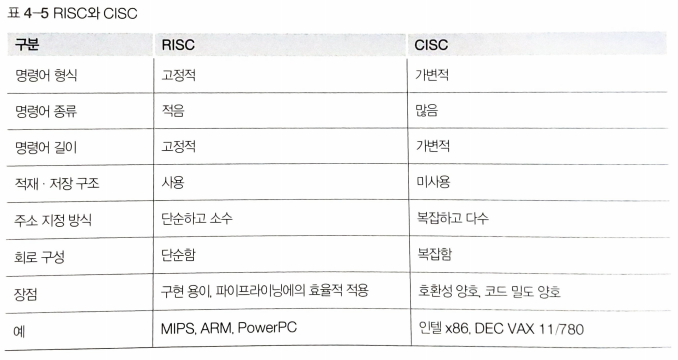 표 4-5 RISC와 CISC
구분 RISC CISC
명령어 형식 고정적 가변적
명령어 종류 적음 많음
명령어 길이 고정적 가변적
적재·저장 구조 사용 미사용
주소 지정 방식 단순하고 소수 복잡하고 다수
회로 구성 단순함 복잡함
장점 구현 용이, 파이프라이닝에의 효율적 적용 호환성 양호, 코드 밀도 양호
예 MIPS, ARM, PowerPC 인텔 x86, DEC VAX 11/780